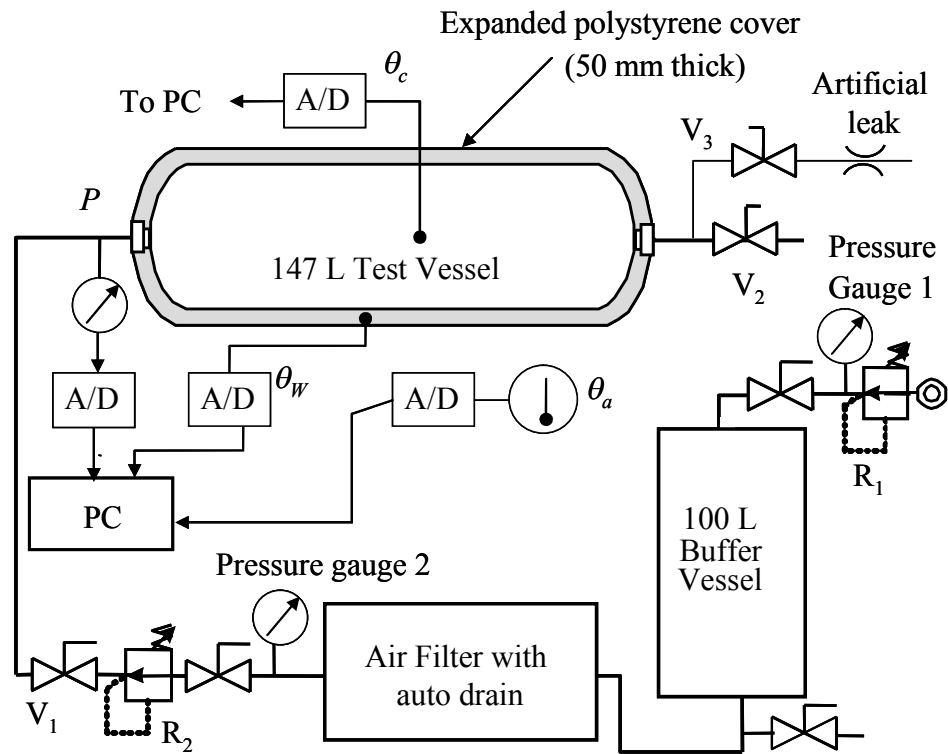 Expanded polystyrene cover
(50 mm thick)
θc
To PC
A/D
Artificial
leak
V3
P
147 L Test Vessel
V2
Pressure
Gauge 1
A/D
A/D
θW
A/D
θa
R1
PC
100 L
Buffer
Vessel
Pressure gauge 2
Air Filter with
auto drain
V1
R2